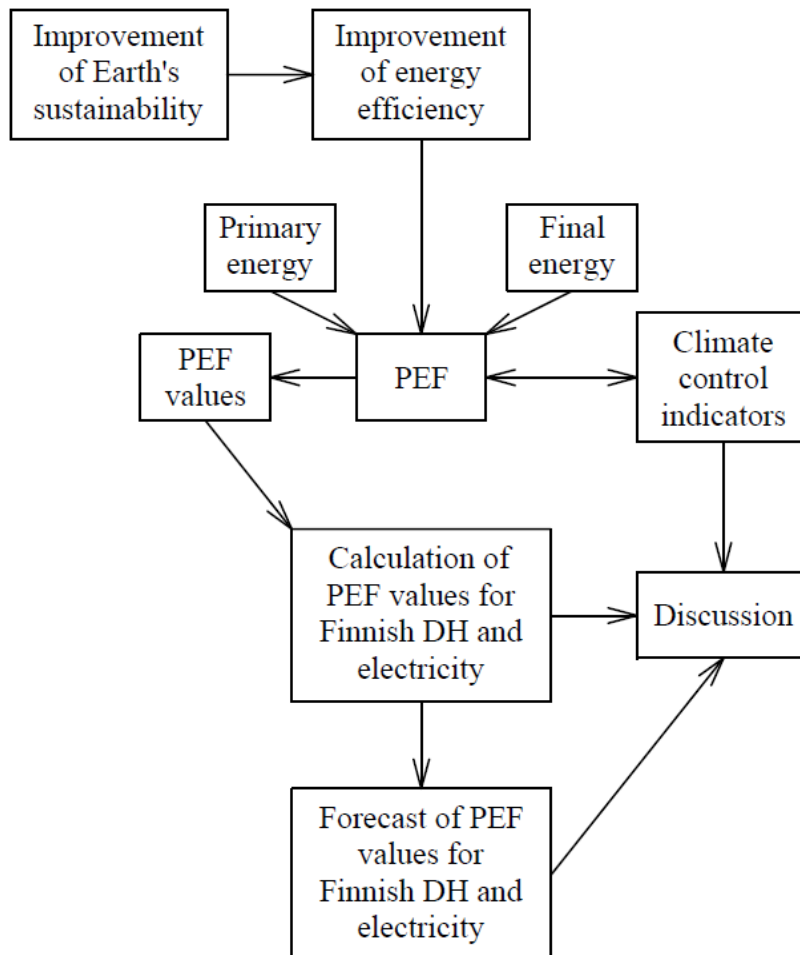 Improvement
of Earth's
sustainability
Improvement
of energy
efficiency
Primary
energy
Final
energy
PEF
values
PEF
Climate
control
indicators
Calculation of
PEF values for
Finnish DH and
electricity
Discussion
Forecast of PEF
values for
Finnish DH and
electricity